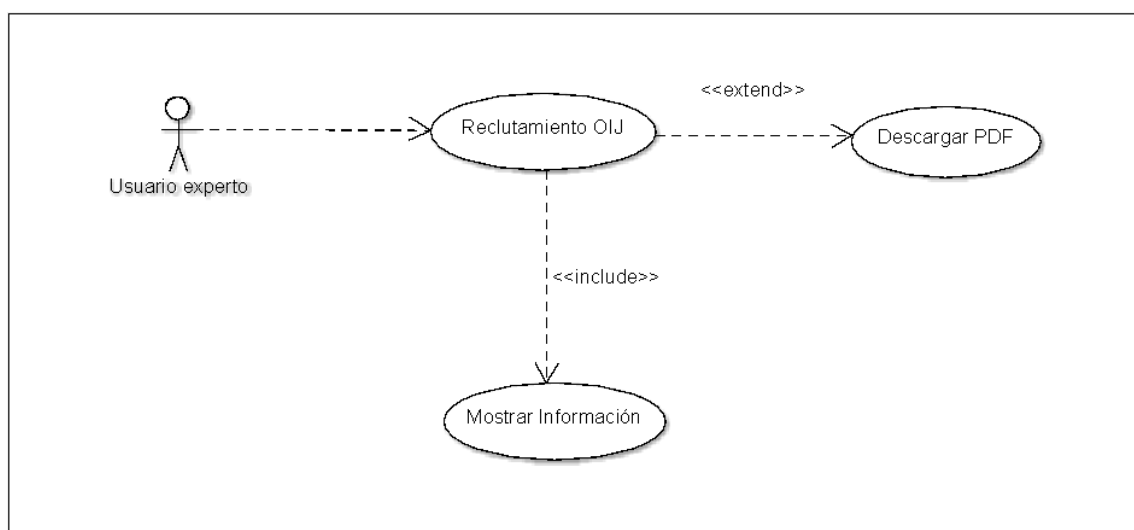 <<extend>>
Reclutamiento OIJ
Descargar PDF
Usuario experto
<<include>>
Mostrar Información